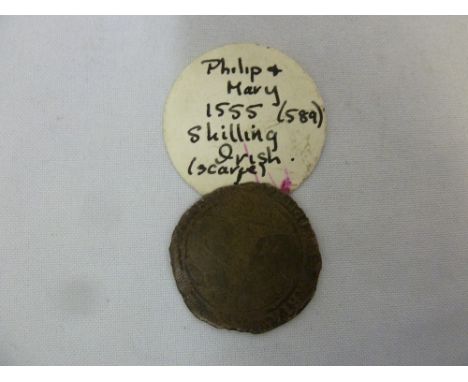 Philip +
Mary
1555 (589)
Shilling
Irish.
(scarce)